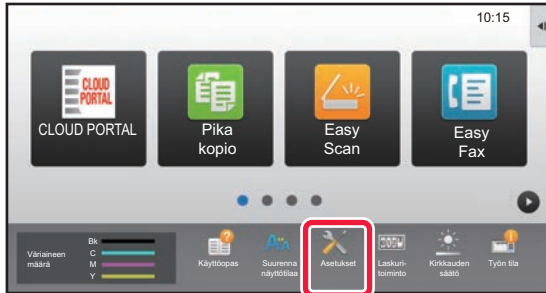 10:15
CLOUD
PORTAL
CLOUD PORTAL
Pika
kopio
Easy
Scan
Easy
Fax
Väriaineen
määrä
Bk
C
M
Y
Käyttöopas
Suurenna
näyttötilaa
Asetukset
Laskuri-
toiminto
Kirkkauden
säätö
Työn tila